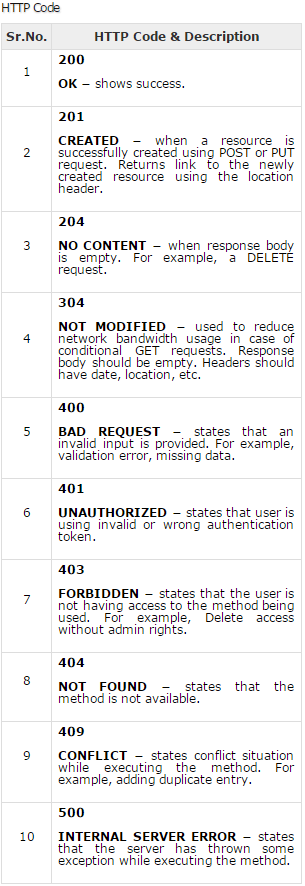 HTTP Code
Sr.No. HTTP Code & Description
1
200
OK − shows success.
2
201
CREATED − when a resource is
successfully created using POST or PUT
request. Returns link to the newly
created resource using the location
header.
3
204
NO CONTENT − when response body
is empty. For example, a DELETE
request.
4
304
NOT MODIFIED − used to reduce
network bandwidth usage in case of
conditional GET requests. Response
body should be empty. Headers should
have date, location, etc.
5
400
BAD REQUEST − states that an
invalid input is provided. For example,
validation error, missing data.
6
401
UNAUTHORIZED − states that user is
using invalid or wrong authentication
token.
7
403
FORBIDDEN − states that the user is
not having access to the method being
used. For example, Delete access
without admin rights.
8
404
NOT FOUND − states that the
method is not available.
9
409
CONFLICT − states conflict situation
while executing the method. For
example, adding duplicate entry.
10
500
INTERNAL SERVER ERROR − states
that the server has thrown some
exception while executing the method.